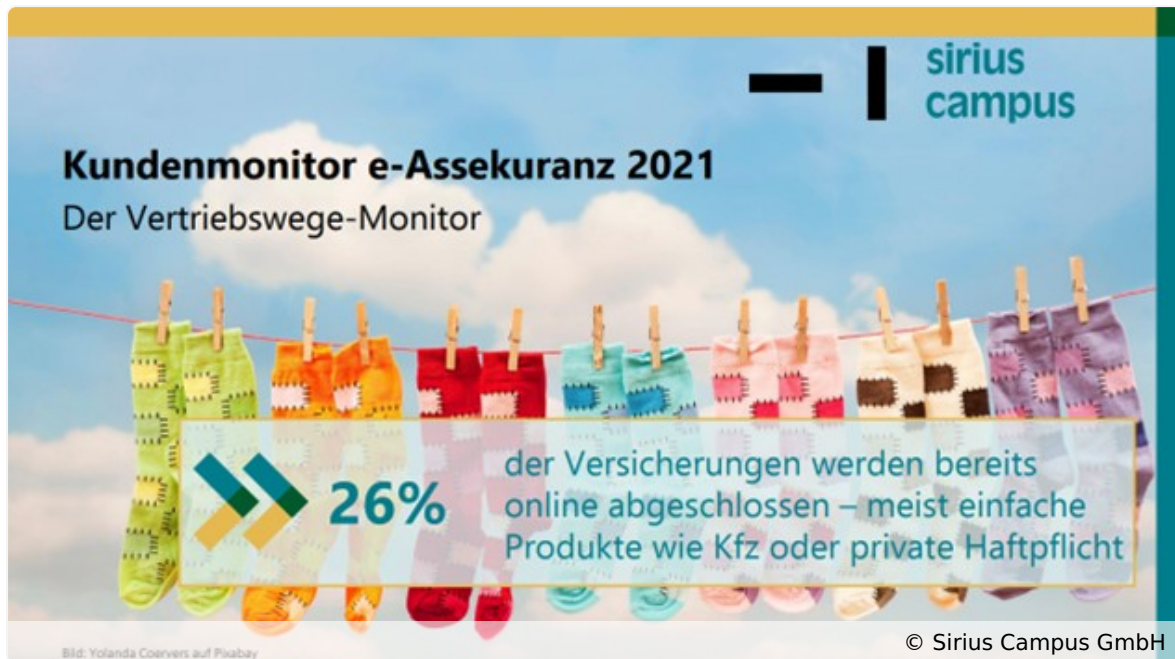 sirius
campus
Kundenmonitor e-Assekuranz 2021
Der Vertriebswege-Monitor
26%
der Versicherungen werden bereits
online abgeschlossen – meist einfache
Produkte wie Kfz oder private Haftpflicht
Bild: Yolanda Coervers auf Pixabay
© Sirius Campus GmbH